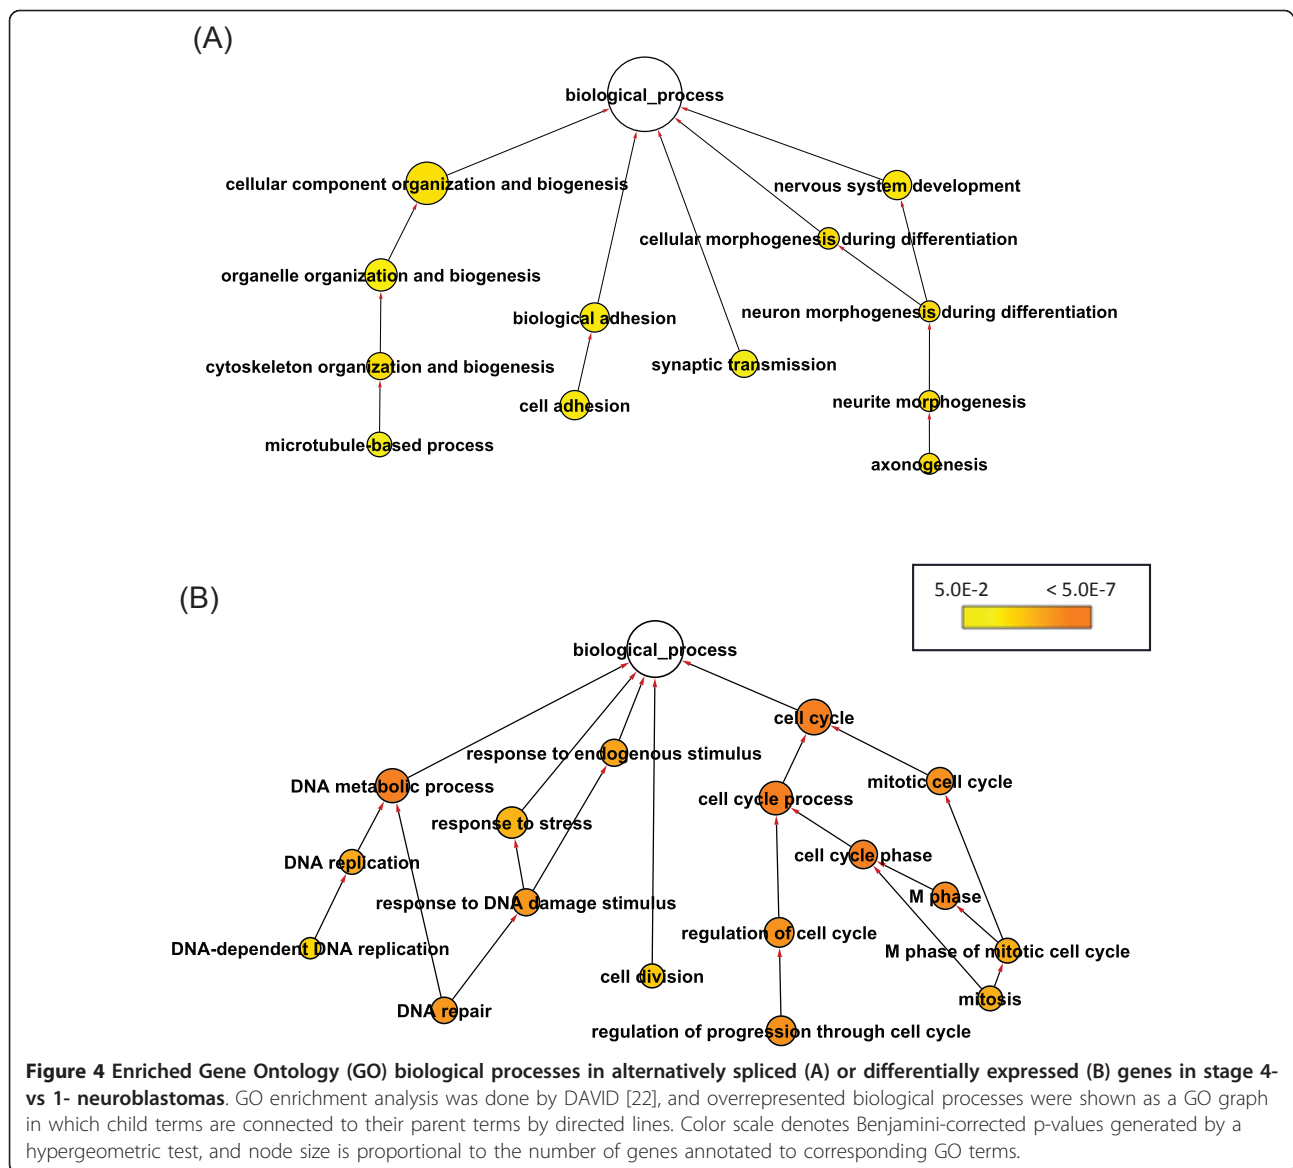 (A)
biological_process
cellular component organization and biogenesis
nervous system development
cellular morphogenesis during differentiation
organelle organization and biogenesis
neuron morphogenesis during differentiation
biological adhesion
synaptic transmission
cytoskeleton organization and biogenesis
cell adhesion
neurite morphogenesis
microtubule-based process
axonogenesis
5.0E-2 < 5.0E-7
(B)
biological_process
cell cycle
response to endogenous stimulus
DNA metabolic process
mitotic cell cycle
cell cycle process
response to stress
cell cycle phase
DNA replication
M phase
response to DNA damage stimulus
regulation of cell cycle
DNA-dependent DNA replication
M phase of mitotic cell cycle
cell division
mitosis
DNA repair
regulation of progression through cell cycle
Figure 4 Enriched Gene Ontology (GO) biological processes in alternatively spliced (A) or differentially expressed (B) genes in stage 4-
vs 1- neuroblastomas. GO enrichment analysis was done by DAVID [22], and overrepresented biological processes were shown as a GO graph
in which child terms are connected to their parent terms by directed lines. Color scale denotes Benjamini-corrected p-values generated by a
hypergeometric test, and node size is proportional to the number of genes annotated to corresponding GO terms.